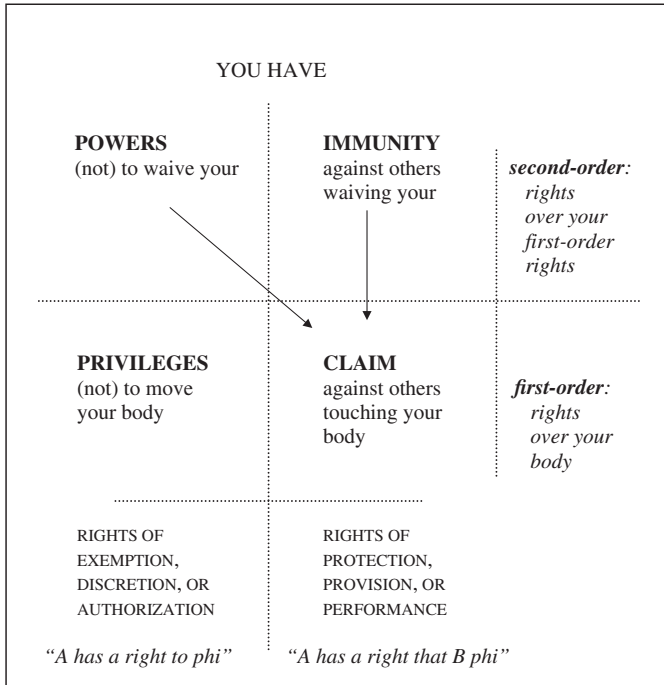 YOU HAVE
POWERS
(not) to waive your
IMMUNITY
against others
waiving your
second-order:
rights
over your
first-order
rights
PRIVILEGES
(not) to move
your body
CLAIM
against others
touching your
body
first-order:
rights
over your
body
RIGHTS OF
EXEMPTION,
DISCRETION, OR
AUTHORIZATION
RIGHTS OF
PROTECTION,
PROVISION, OR
PERFORMANCE
"A has a right to phi"
"A has a right that B phi"